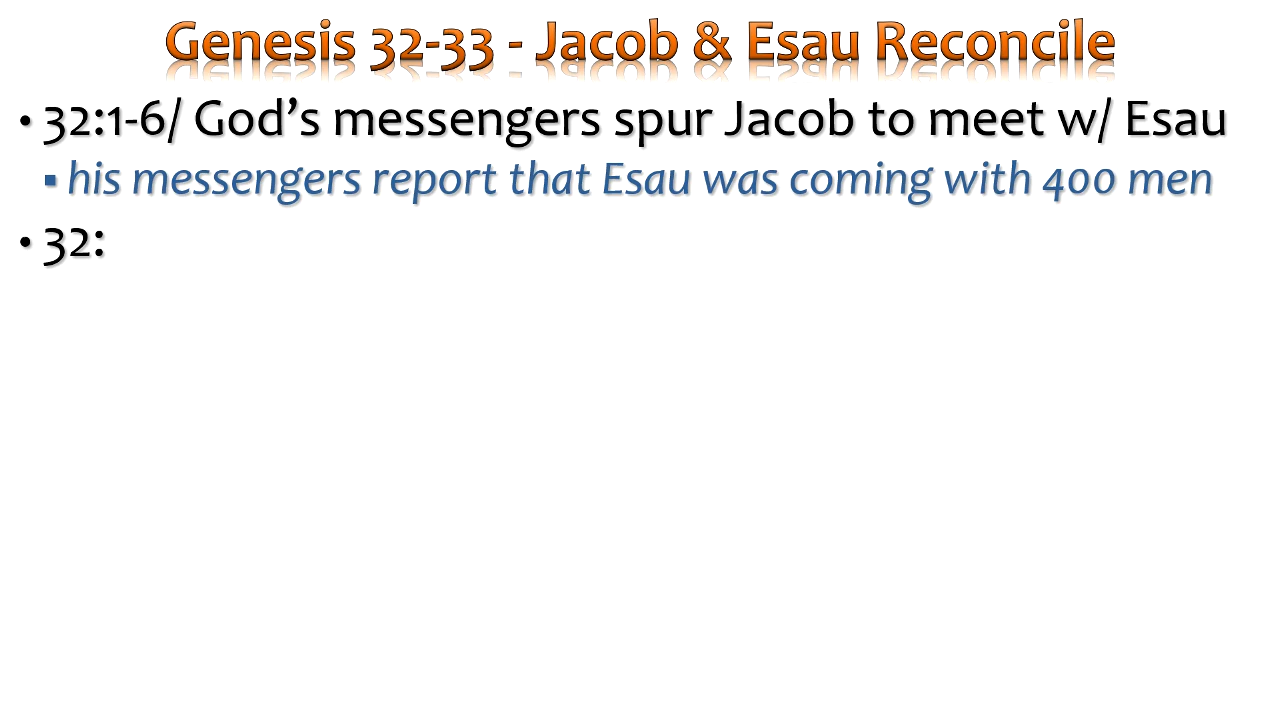 Genesis 32-33 - Jacob & Esau Reconcile
• 32:1-6/ God’s messengers spur Jacob to meet w/ Esau
▪ his messengers report that Esau was coming with 400 men
• 32: